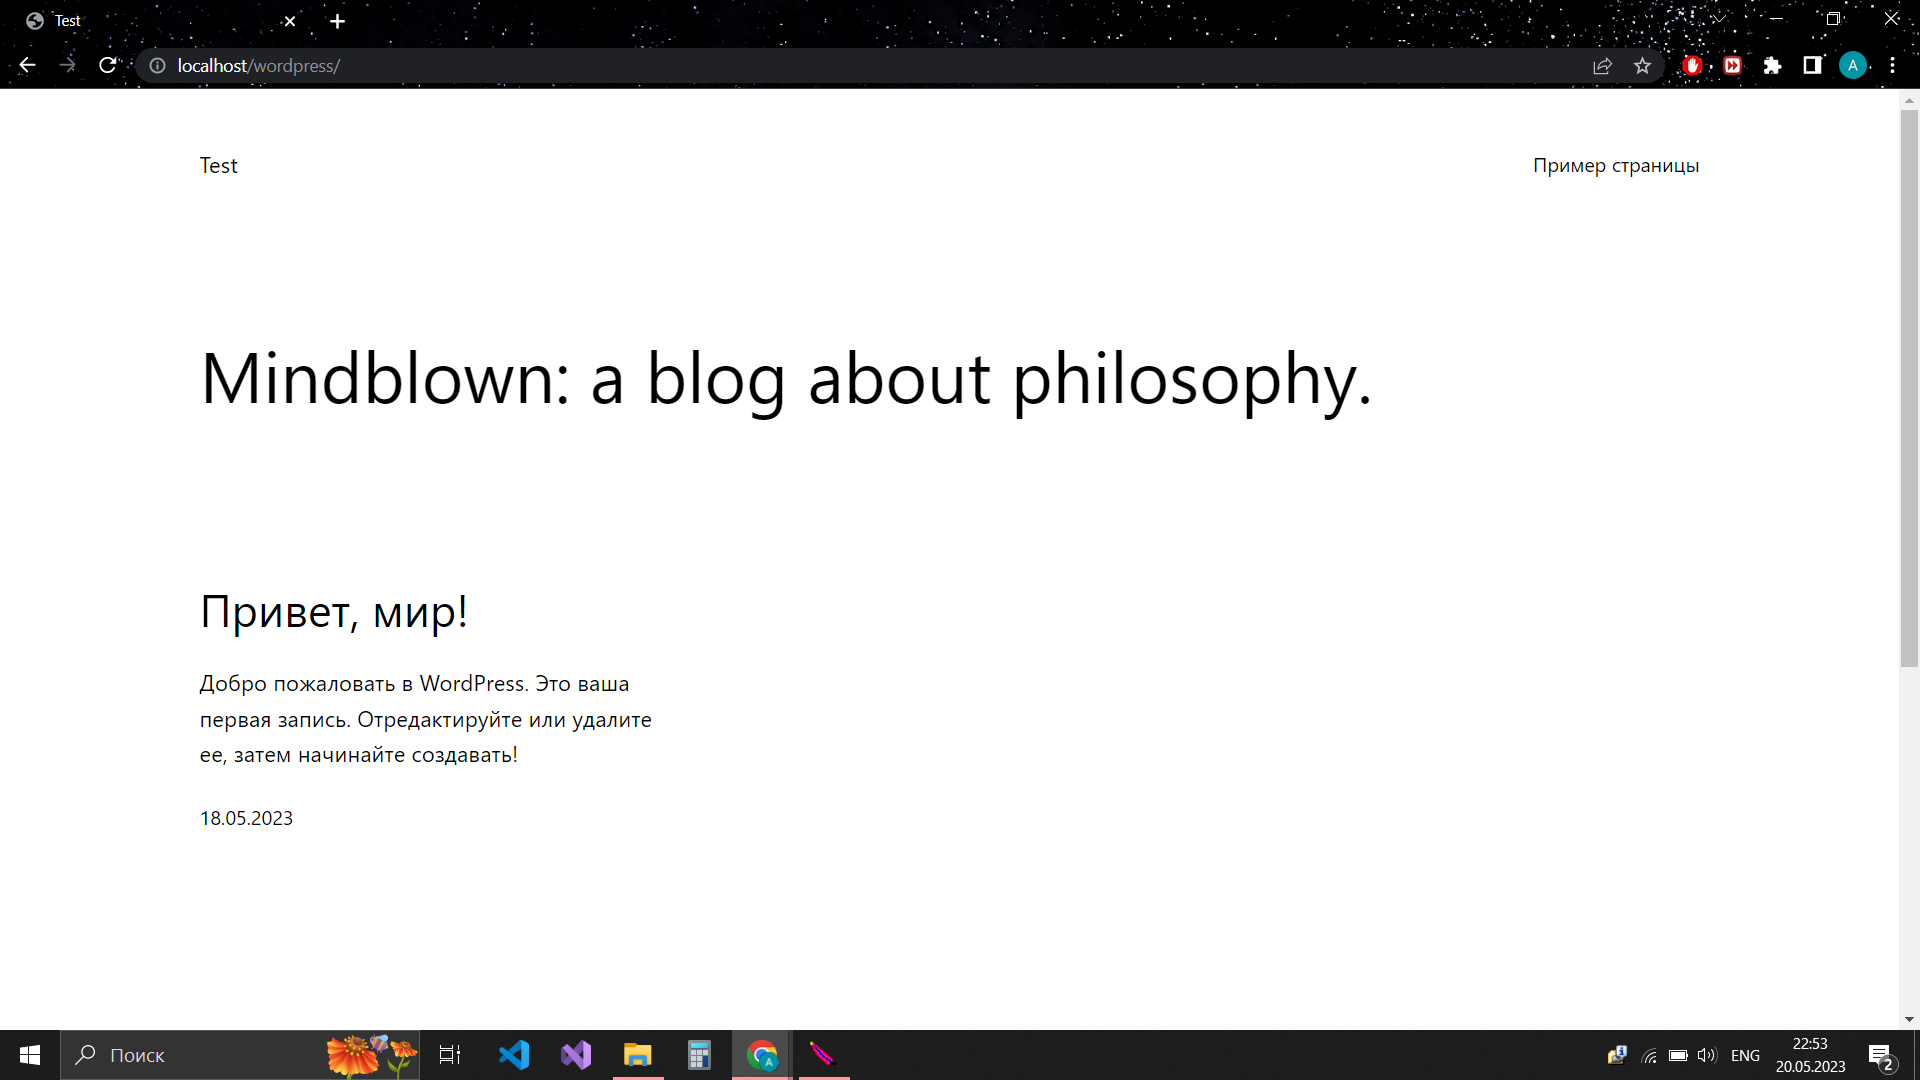 Test
localhost/wordpress/
A
Test
Пример страницы
Mindblown: a blog about philosophy.
Привет, мир!
Добро пожаловать в WordPress. Это ваша
первая запись. Отредактируйте или удалите
ее, затем начинайте создавать!
18.05.2023
Поиск
A
ENG
22:53
20.05.2023
2